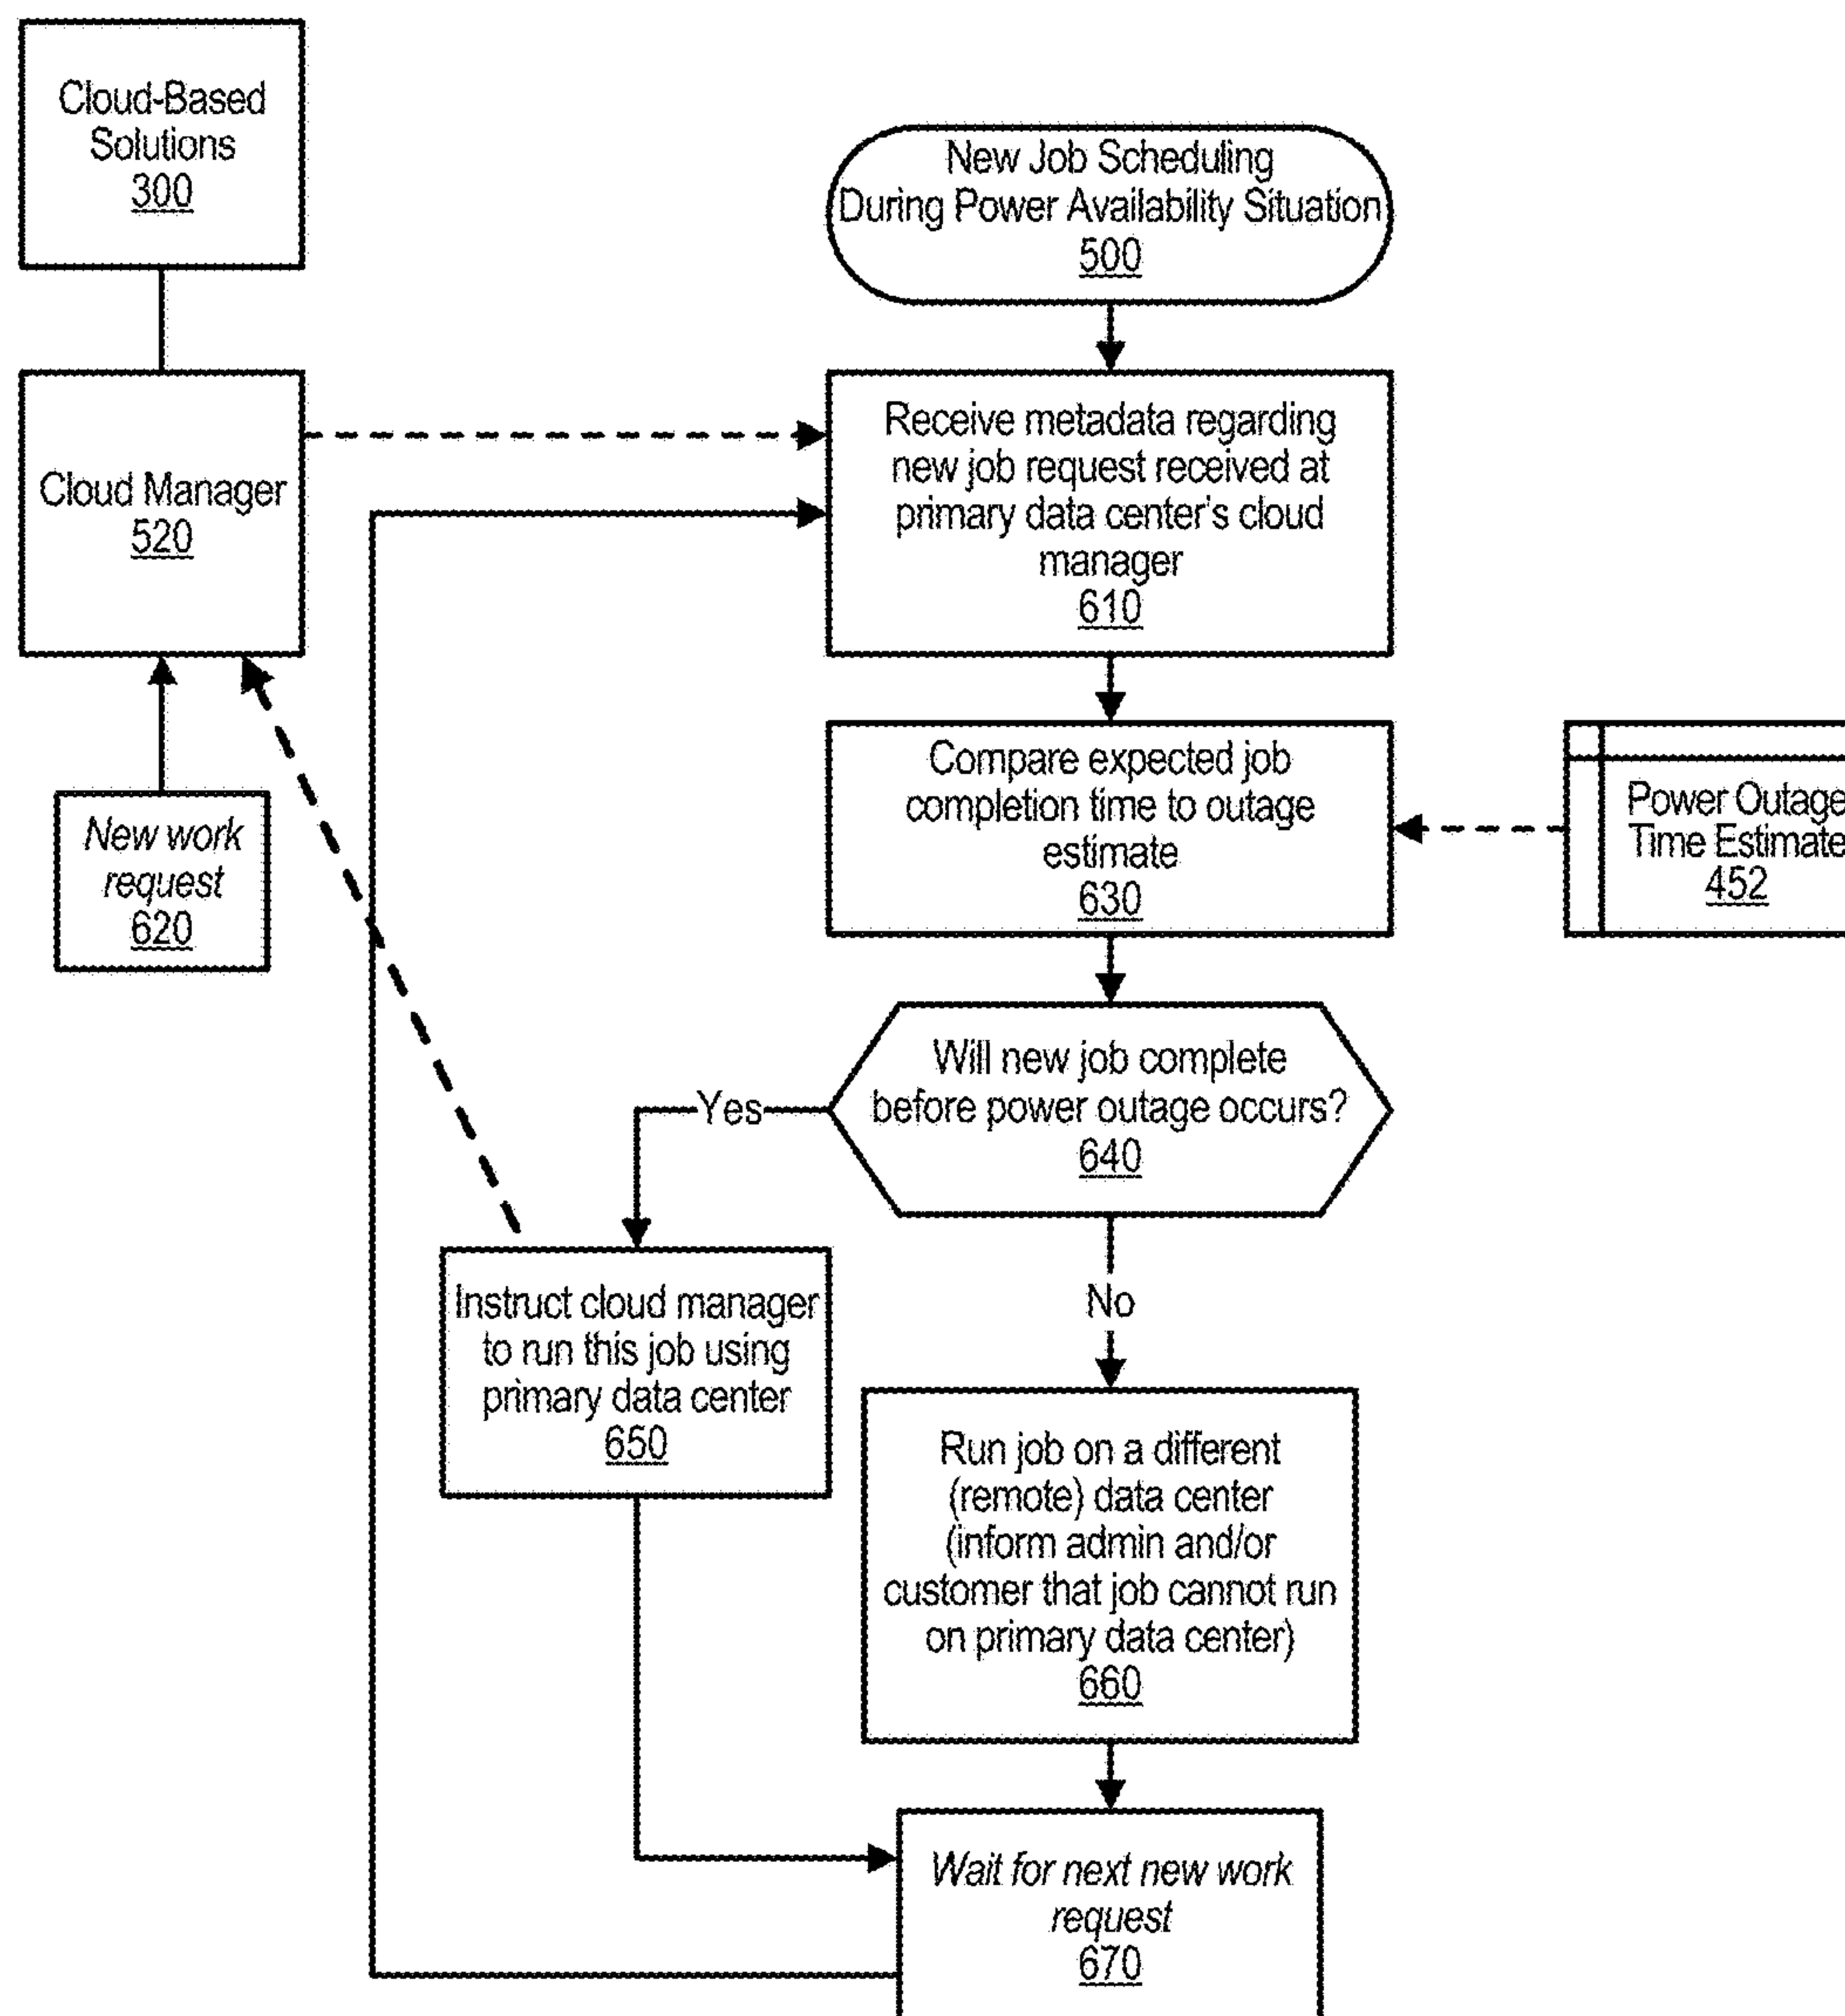 Cloud-Based
Solutions
300
New Job Scheduling
During Power Availability Situation
500
Cloud Manager
520
Receive metadata regarding
new job request received at
primary data center's cloud
manager
610
New work
request
620
Compare expected job
completion time to outage
estimate
630
Power Outage
Time Estimate
452
Will new job complete
before power outage occurs?
640
Yes
No
Instruct cloud manager
to run this job using
primary data center
650
Run job on a different
(remote) data center
(inform admin and/or
customer that job cannot run
on primary data center)
660
Wait for next new work
request
670